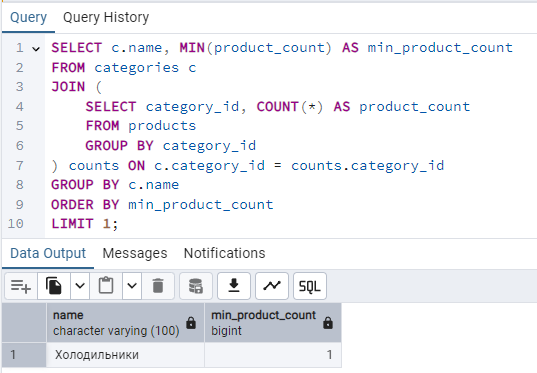 Query Query History
1 SELECT c.name, MIN(product_count) AS min_product_count
2 FROM categories c
3 JOIN (
4 SELECT category_id, COUNT(*) AS product_count
5 FROM products
6 GROUP BY category_id
7 ) counts ON c.category_id = counts.category_id
8 GROUP BY c.name
9 ORDER BY min_product_count
10 LIMIT 1;
Data Output Messages Notifications
SQL
name min_product_count
character varying (100) bigint
1 Холодильники 1